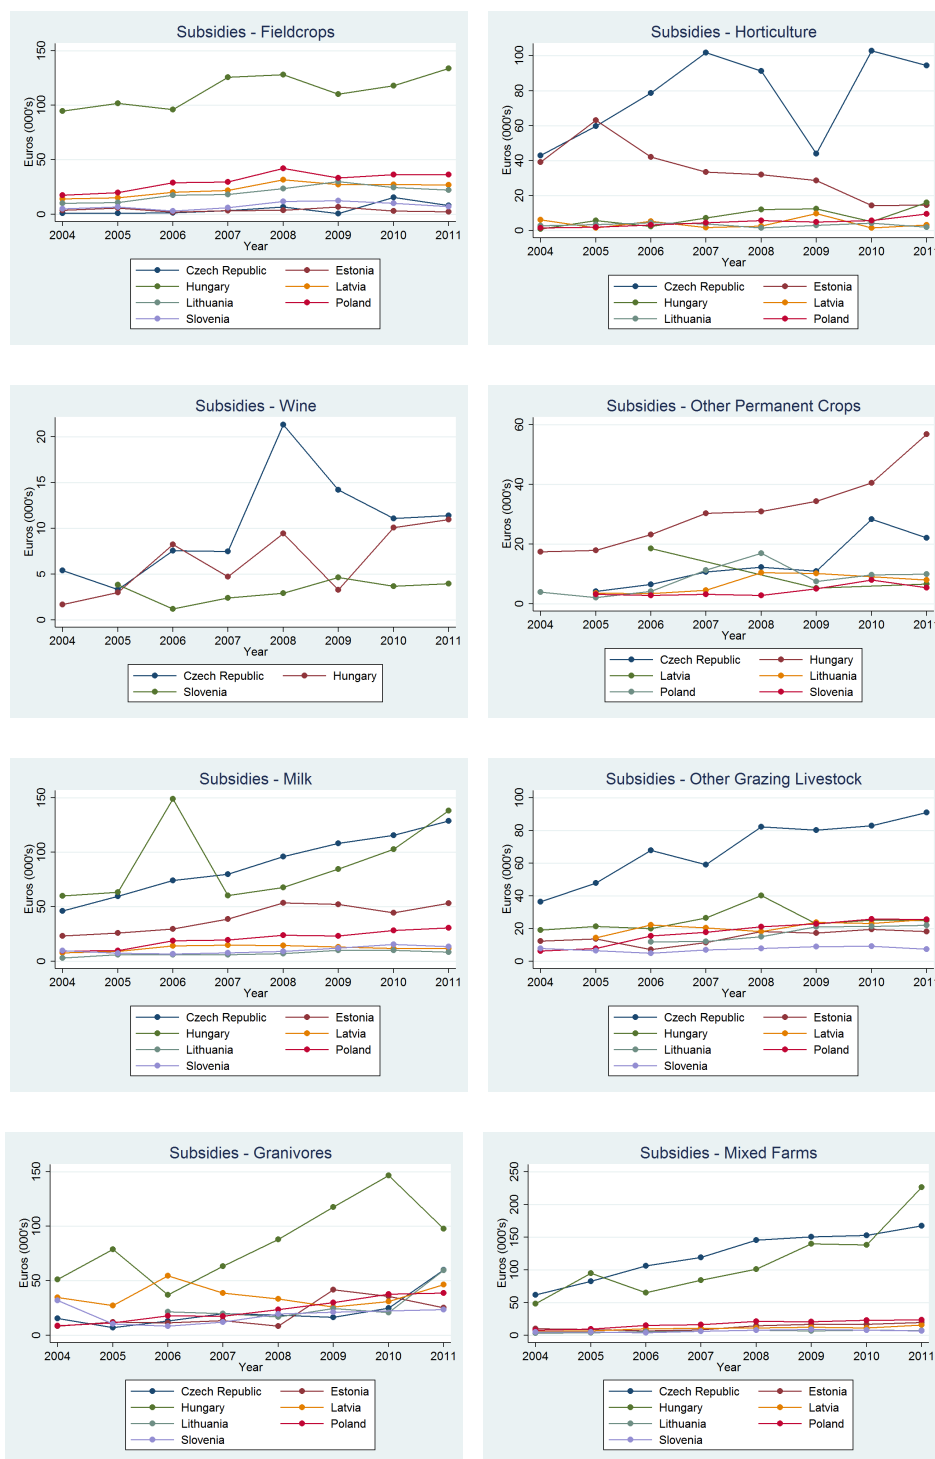 Subsidies - Fieldcrops
Euros (000's)
150
100
50
0
2004 2005 2006 2007 2008 2009 2010 2011
Year
Czech Republic Estonia
Hungary Latvia
Lithuania Poland
Slovenia
Subsidies - Horticulture
Euros (000's)
100
80
60
40
20
0
2004 2005 2006 2007 2008 2009 2010 2011
Year
Czech Republic Estonia
Hungary Latvia
Lithuania Poland
Subsidies - Wine
Euros (000's)
20
15
10
5
0
2004 2005 2006 2007 2008 2009 2010 2011
Year
Czech Republic Hungary
Slovenia
Subsidies - Other Permanent Crops
Euros (000's)
60
40
20
0
2004 2005 2006 2007 2008 2009 2010 2011
Year
Czech Republic Hungary
Latvia Lithuania
Poland Slovenia
Subsidies - Milk
Euros (000's)
150
100
50
0
2004 2005 2006 2007 2008 2009 2010 2011
Year
Czech Republic Estonia
Hungary Latvia
Lithuania Poland
Slovenia
Subsidies - Other Grazing Livestock
Euros (000's)
100
80
60
40
20
0
2004 2005 2006 2007 2008 2009 2010 2011
Year
Czech Republic Estonia
Hungary Latvia
Lithuania Poland
Slovenia
Subsidies - Granivores
Euros (000's)
150
100
50
0
2004 2005 2006 2007 2008 2009 2010 2011
Year
Czech Republic Estonia
Hungary Latvia
Lithuania Poland
Slovenia
Subsidies - Mixed Farms
Euros (000's)
250
200
150
100
50
0
2004 2005 2006 2007 2008 2009 2010 2011
Year
Czech Republic Estonia
Hungary Latvia
Lithuania Poland
Slovenia